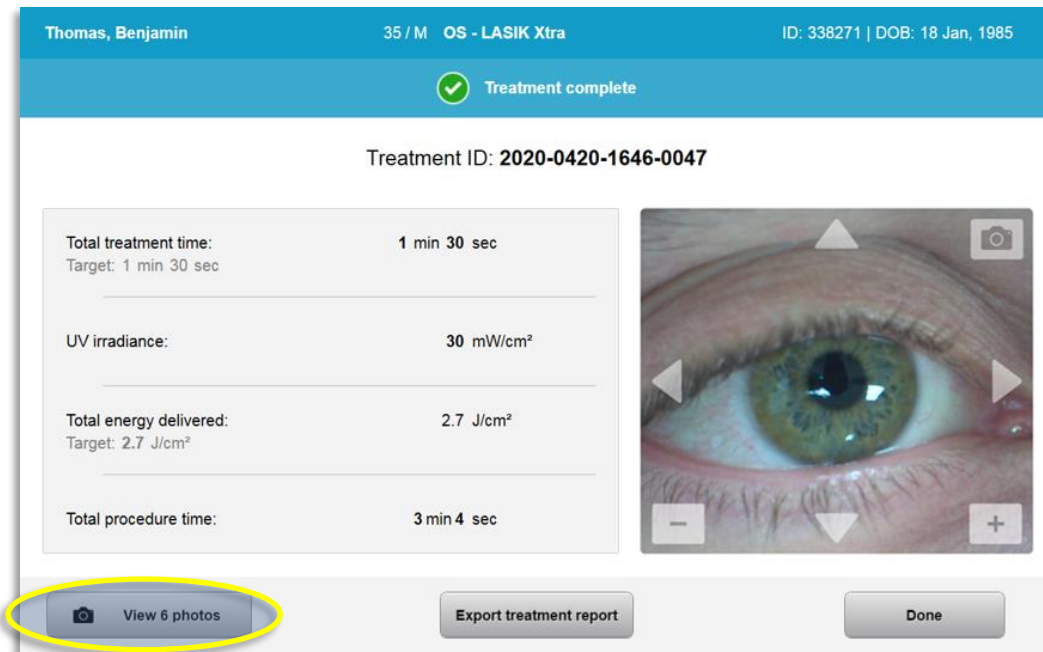 Thomas, Benjamin 35 / M OS - LASIK Xtra ID: 338271 | DOB: 18 Jan, 1985
Treatment complete
Treatment ID: 2020-0420-1646-0047
Total treatment time: 1 min 30 sec
Target: 1 min 30 sec
UV irradiance: 30 mW/cm²
Total energy delivered: 2.7 J/cm²
Target: 2.7 J/cm²
Total procedure time: 3 min 4 sec
View 6 photos Export treatment report Done